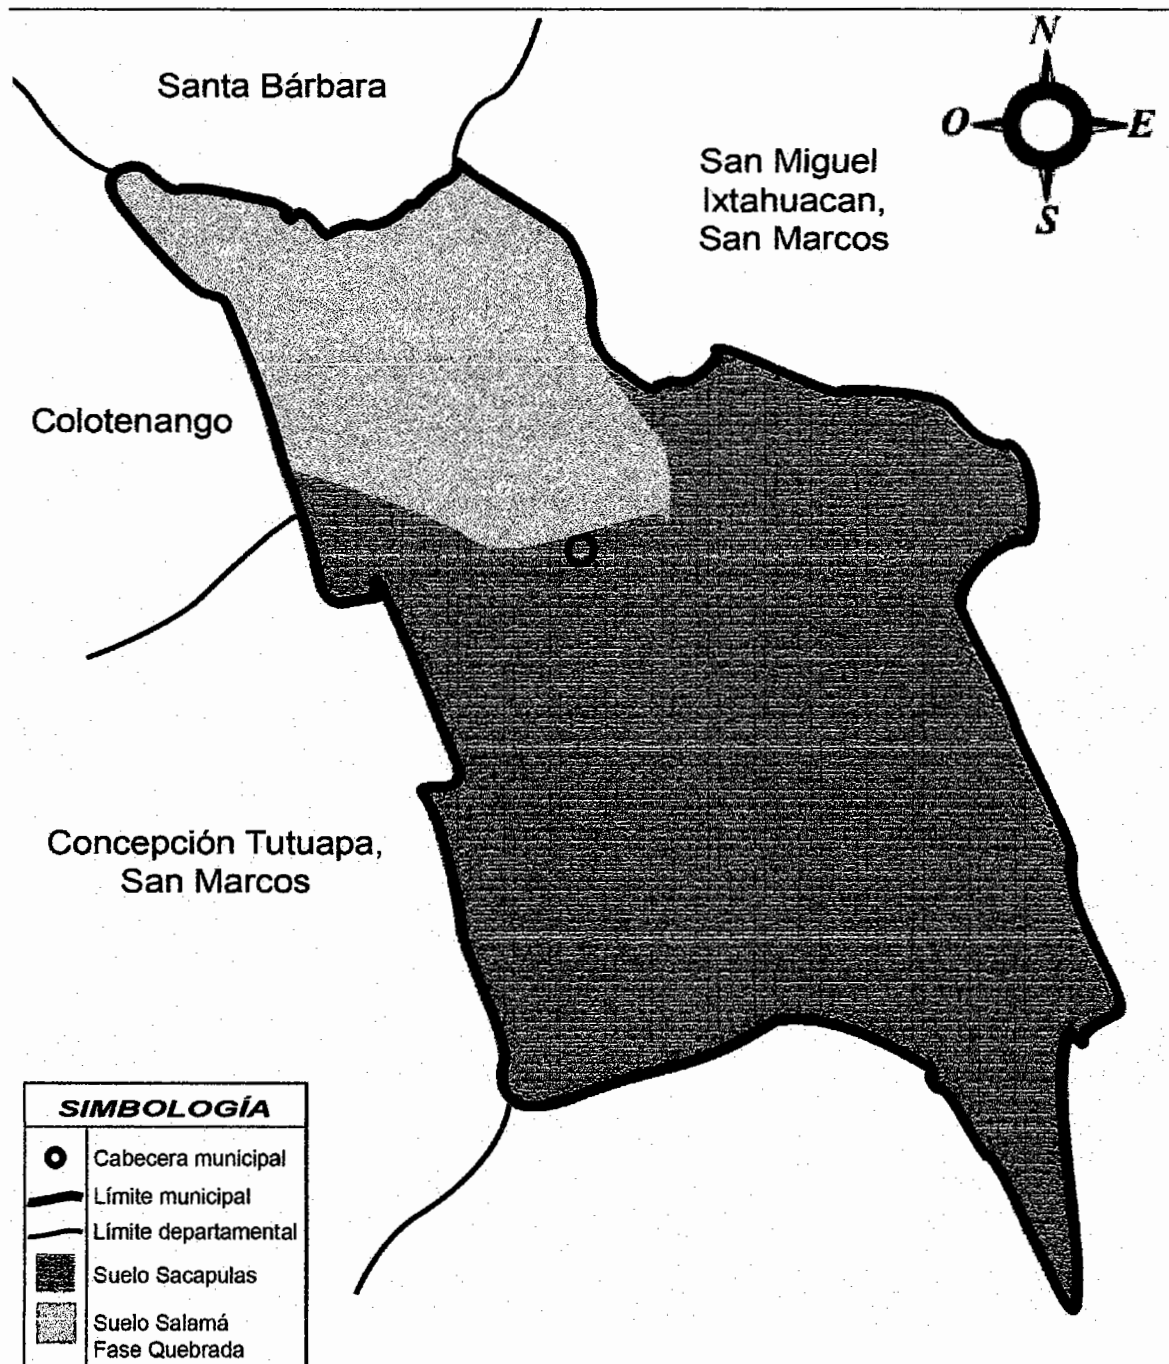 Santa Bárbara
N
O
E
S
San Miguel
Ixtahuacan,
San Marcos
Colotenango
Concepción Tutuapa,
San Marcos
SIMBOLOGÍA
Cabecera municipal
Límite municipal
Límite departamental
Suelo Sacapulas
Suelo Salamá
Fase Quebrada